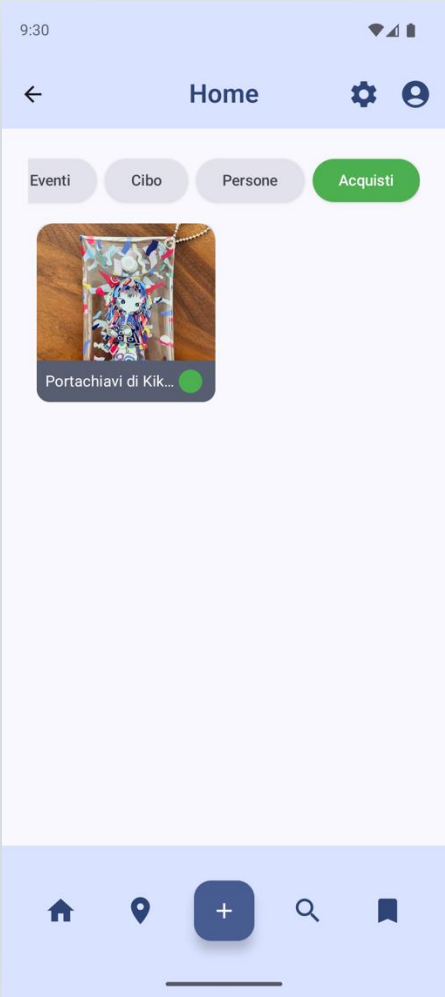 9:30
Home
Eventi
Cibo
Persone
Acquisti
Portachiavi di Kik...